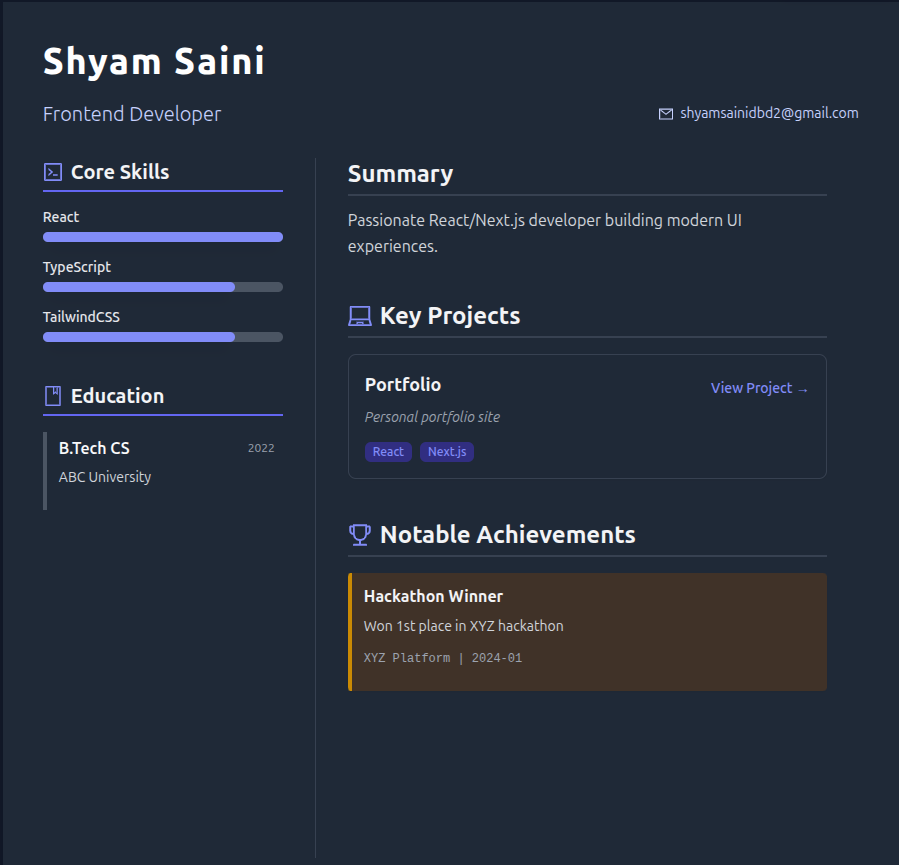 Shyam Saini
Frontend Developer
shyamsainidbd2@gmail.com
Core Skills
React
TypeScript
TailwindCSS
Education
B.Tech CS
2022
ABC University
Summary
Passionate React/Next.js developer building modern UI
experiences.
Key Projects
Portfolio
View Project →
Personal portfolio site
React
Next.js
Notable Achievements
Hackathon Winner
Won 1st place in XYZ hackathon
XYZ Platform | 2024-01